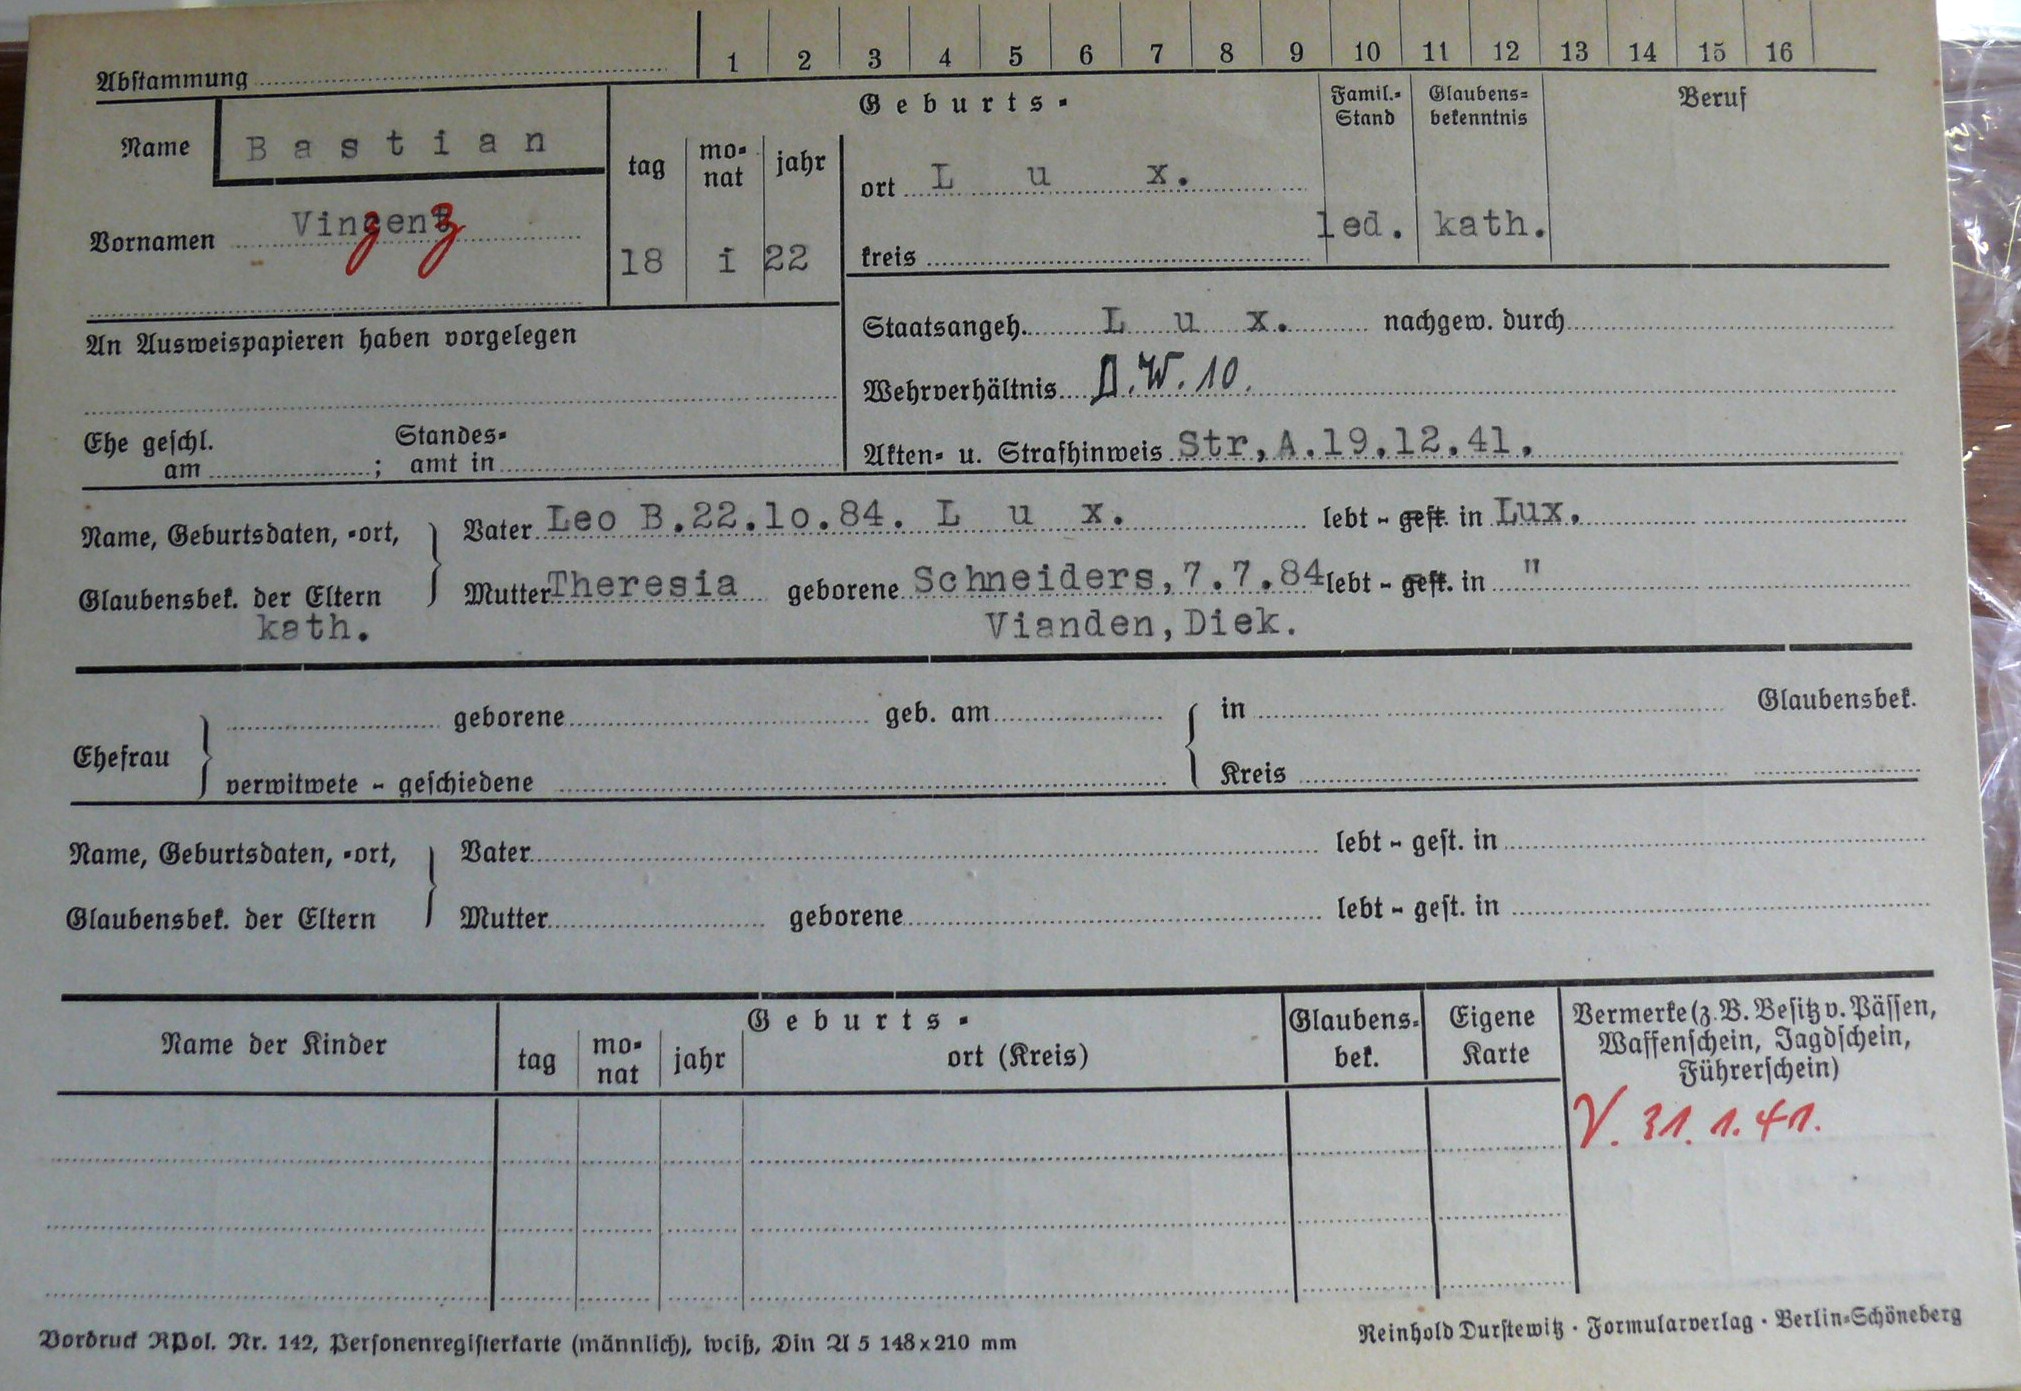 Abstammung 1 2 3 4 5 6 7 8 9 10 11 12 13 14 15 16
Name Bastian
Geburts-
Famil.-Stand Glaubens-bekenntnis Beruf
tag mo-nat jahr
ort Lux.
Vornamen Vinzenz
18 i 22
kreis
led. kath.
An Ausweispapieren haben vorgelegen
Staatsangeh. Lux. nachgew. durch
Wehrverhältnis D.W.10.
Ehe geschl. am ; Standes-amt in
Akten- u. Strafhinweis Str,A.19.12.41.
Name, Geburtsdaten, -ort, Vater Leo B.22.lo.84. Lux. lebt - gest. in Lux.
Glaubensbek. der Eltern Mutter Theresia geborene Schneiders,7.7.84 lebt - gest. in "
kath. Vianden,Diek.
Ehefrau geborene geb. am in Glaubensbek.
verwitwete - geschiedene Kreis
Name, Geburtsdaten, -ort, Vater lebt - gest. in
Glaubensbek. der Eltern Mutter geborene lebt - gest. in
Name der Kinder
Geburts-
tag mo-nat jahr ort (Kreis)
Glaubens-bek.
Eigene Karte
Vermerke (z.B. Besitz v. Pässen,
Waffenschein, Jagdschein,
Führerschein)
V. 31.1.41.
Vordruck RPol. Nr. 142, Personenregisterkarte (männlich), weiß, Din A 5 148x210 mm
Reinhold Durstewitz · Formularverlag · Berlin-Schöneberg